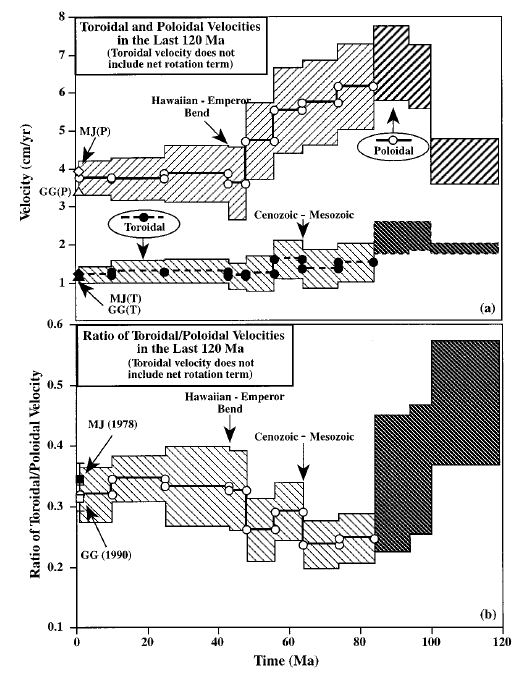 8
7
6
5
4
3
2
1
Velocity (cm/yr)
Toroidal and Poloidal Velocities
in the Last 120 Ma
(Toroidal velocity does not
include net rotation term)
Hawaiian - Emperor
Bend
MJ(P)
GG(P)
Poloidal
Toroidal
Cenozoic - Mesozoic
MJ(T)
GG(T)
(a)
0.6
0.5
0.4
0.3
0.2
0.1
Ratio of Toroidal/Poloidal Velocity
Ratio of Toroidal/Poloidal Velocities
in the Last 120 Ma
(Toroidal velocity does not
include net rotation term)
Hawaiian - Emperor
Bend
MJ (1978)
Cenozoic - Mesozoic
GG (1990)
(b)
0 20 40 60 80 100 120
Time (Ma)